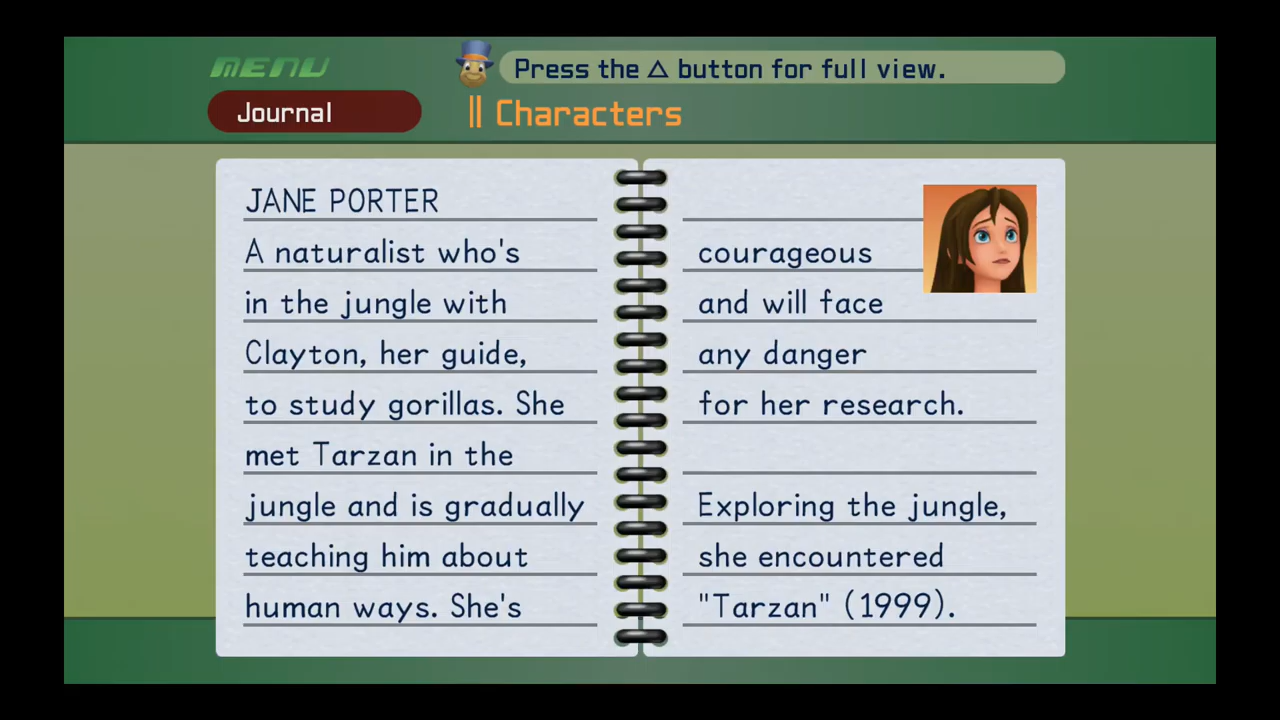 MENU
Press the △ button for full view.
Journal
Characters
JANE PORTER
A naturalist who's
in the jungle with
Clayton, her guide,
to study gorillas. She
met Tarzan in the
jungle and is gradually
teaching him about
human ways. She's
courageous
and will face
any danger
for her research.
Exploring the jungle,
she encountered
"Tarzan" (1999).